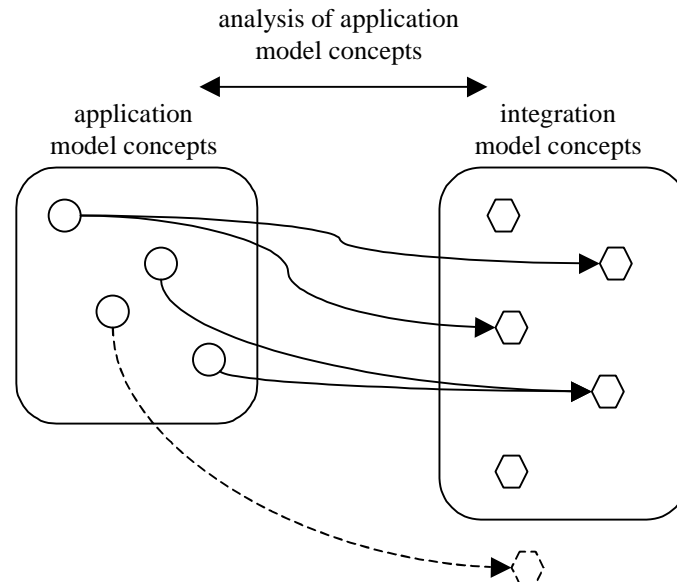 analysis of application
model concepts
application
model concepts
integration
model concepts